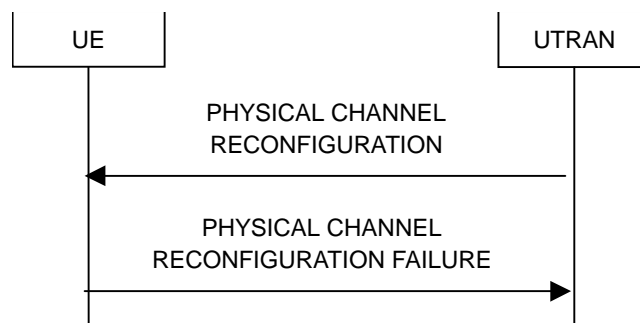 UE
UTRAN
PHYSICAL CHANNEL
RECONFIGURATION
PHYSICAL CHANNEL
RECONFIGURATION FAILURE